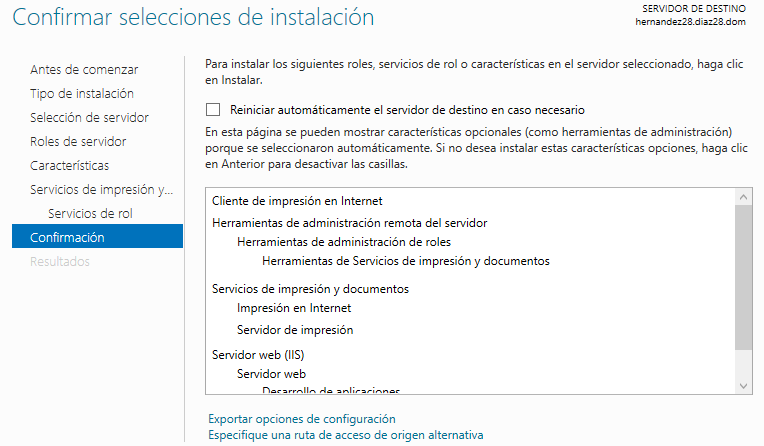 Confirmar selecciones de instalación
SERVIDOR DE DESTINO
hernandez28.diaz28.dom
Antes de comenzar
Tipo de instalación
Selección de servidor
Roles de servidor
Características
Servicios de impresión y...
Servicios de rol
Confirmación
Resultados
Para instalar los siguientes roles, servicios de rol o características en el servidor seleccionado, haga clic
en Instalar.
Reiniciar automáticamente el servidor de destino en caso necesario
En esta página se pueden mostrar características opcionales (como herramientas de administración)
porque se seleccionaron automáticamente. Si no desea instalar estas características opciones, haga clic
en Anterior para desactivar las casillas.
Cliente de impresión en Internet
Herramientas de administración remota del servidor
Herramientas de administración de roles
Herramientas de Servicios de impresión y documentos
Servicios de impresión y documentos
Impresión en Internet
Servidor de impresión
Servidor web (IIS)
Servidor web
Desarrollo de aplicaciones
Exportar opciones de configuración
Especifique una ruta de acceso de origen alternativa